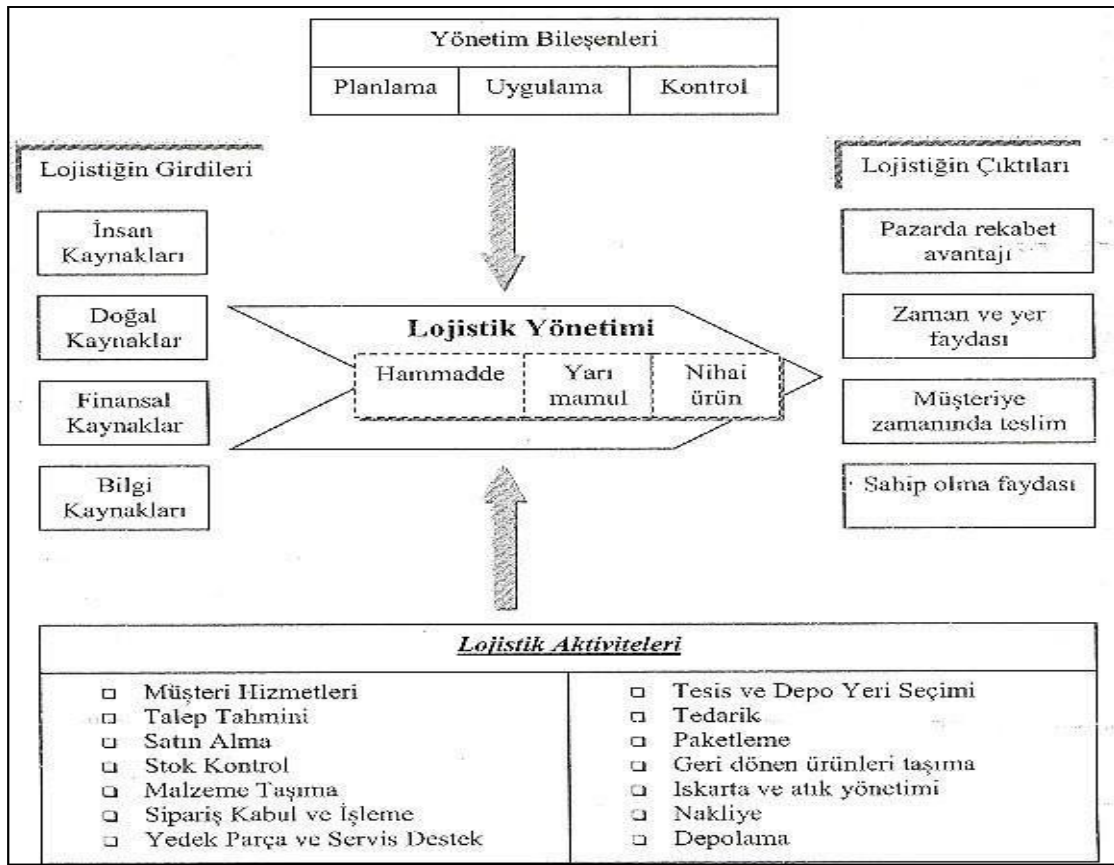 Yönetim Bileşenleri
Planlama
Uygulama
Kontrol
Lojistiğin Girdileri
İnsan
Kaynakları
Doğal
Kaynaklar
Finansal
Kaynaklar
Bilgi
Kaynakları
Lojistik Yönetimi
Hammadde
Yarı
mamul
Nihai
ürün
Lojistiğin Çıktıları
Pazarda rekabet
avantajı
Zaman ve yer
faydası
Müşteriye
zamanında teslim
Sahip olma faydası
Lojistik Aktiviteleri
Müşteri Hizmetleri
Talep Tahmini
Satın Alma
Stok Kontrol
Malzeme Taşıma
Sipariş Kabul ve İşleme
Yedek Parça ve Servis Destek
Tesis ve Depo Yeri Seçimi
Tedarik
Paketleme
Geri dönen ürünleri taşıma
Iskarta ve atık yönetimi
Nakliye
Depolama